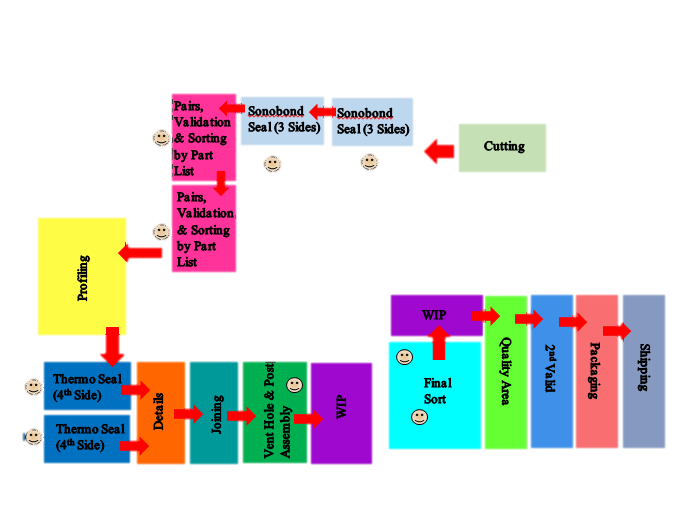 Pairs,
Validation
& Sorting
by Part
List
Sonobond
Seal (3 Sides)
Sonobond
Seal (3 Sides)
Cutting
Pairs,
Validation
& Sorting
by Part
List
Profiling
Thermo Seal
(4th Side)
Thermo Seal
(4th Side)
Details
Joining
Vent Hole & Post
Assembly
WIP
WIP
Final
Sort
Quality Area
2nd Valid
Packaging
Shipping